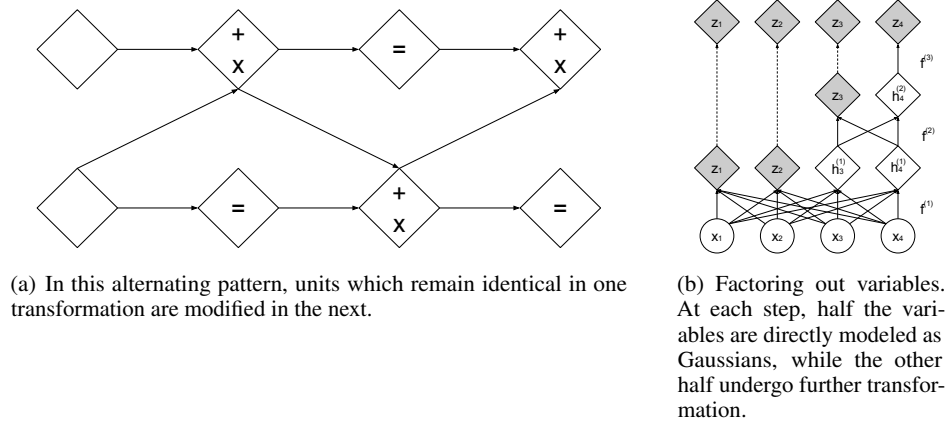 +
x
=
+
x
=
+
x
=
(a) In this alternating pattern, units which remain identical in one
transformation are modified in the next.
z₁ z₂ z₃ z₄
f⁽³⁾
z₃ h₄⁽²⁾
f⁽²⁾
z₁ z₂ h₃⁽¹⁾ h₄⁽¹⁾
f⁽¹⁾
x₁ x₂ x₃ x₄
(b) Factoring out variables.
At each step, half the vari-
ables are directly modeled as
Gaussians, while the other
half undergo further transfor-
mation.